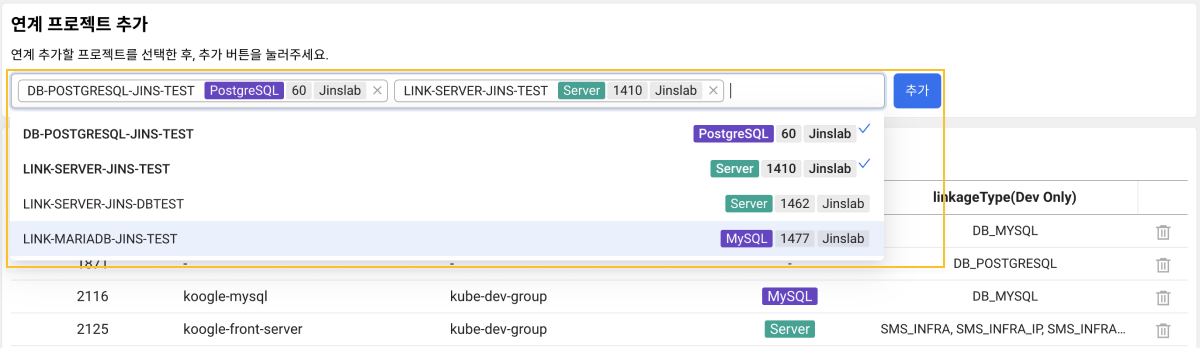 연계 프로젝트 추가
연계 추가할 프로젝트를 선택한 후, 추가 버튼을 눌러주세요.
DB-POSTGRESQL-JINS-TEST PostgreSQL 60 Jinslab × LINK-SERVER-JINS-TEST Server 1410 Jinslab × 추가
DB-POSTGRESQL-JINS-TEST PostgreSQL 60 Jinslab
LINK-SERVER-JINS-TEST Server 1410 Jinslab
LINK-SERVER-JINS-DBTEST Server 1462 Jinslab
linkageType(Dev Only)
LINK-MARIADB-JINS-TEST MySQL 1477 Jinslab
DB_MYSQL
1871 - - - DB_POSTGRESQL
2116 koogle-mysql kube-dev-group MySQL DB_MYSQL
2125 koogle-front-server kube-dev-group Server SMS_INFRA, SMS_INFRA_IP, SMS_INFRA...